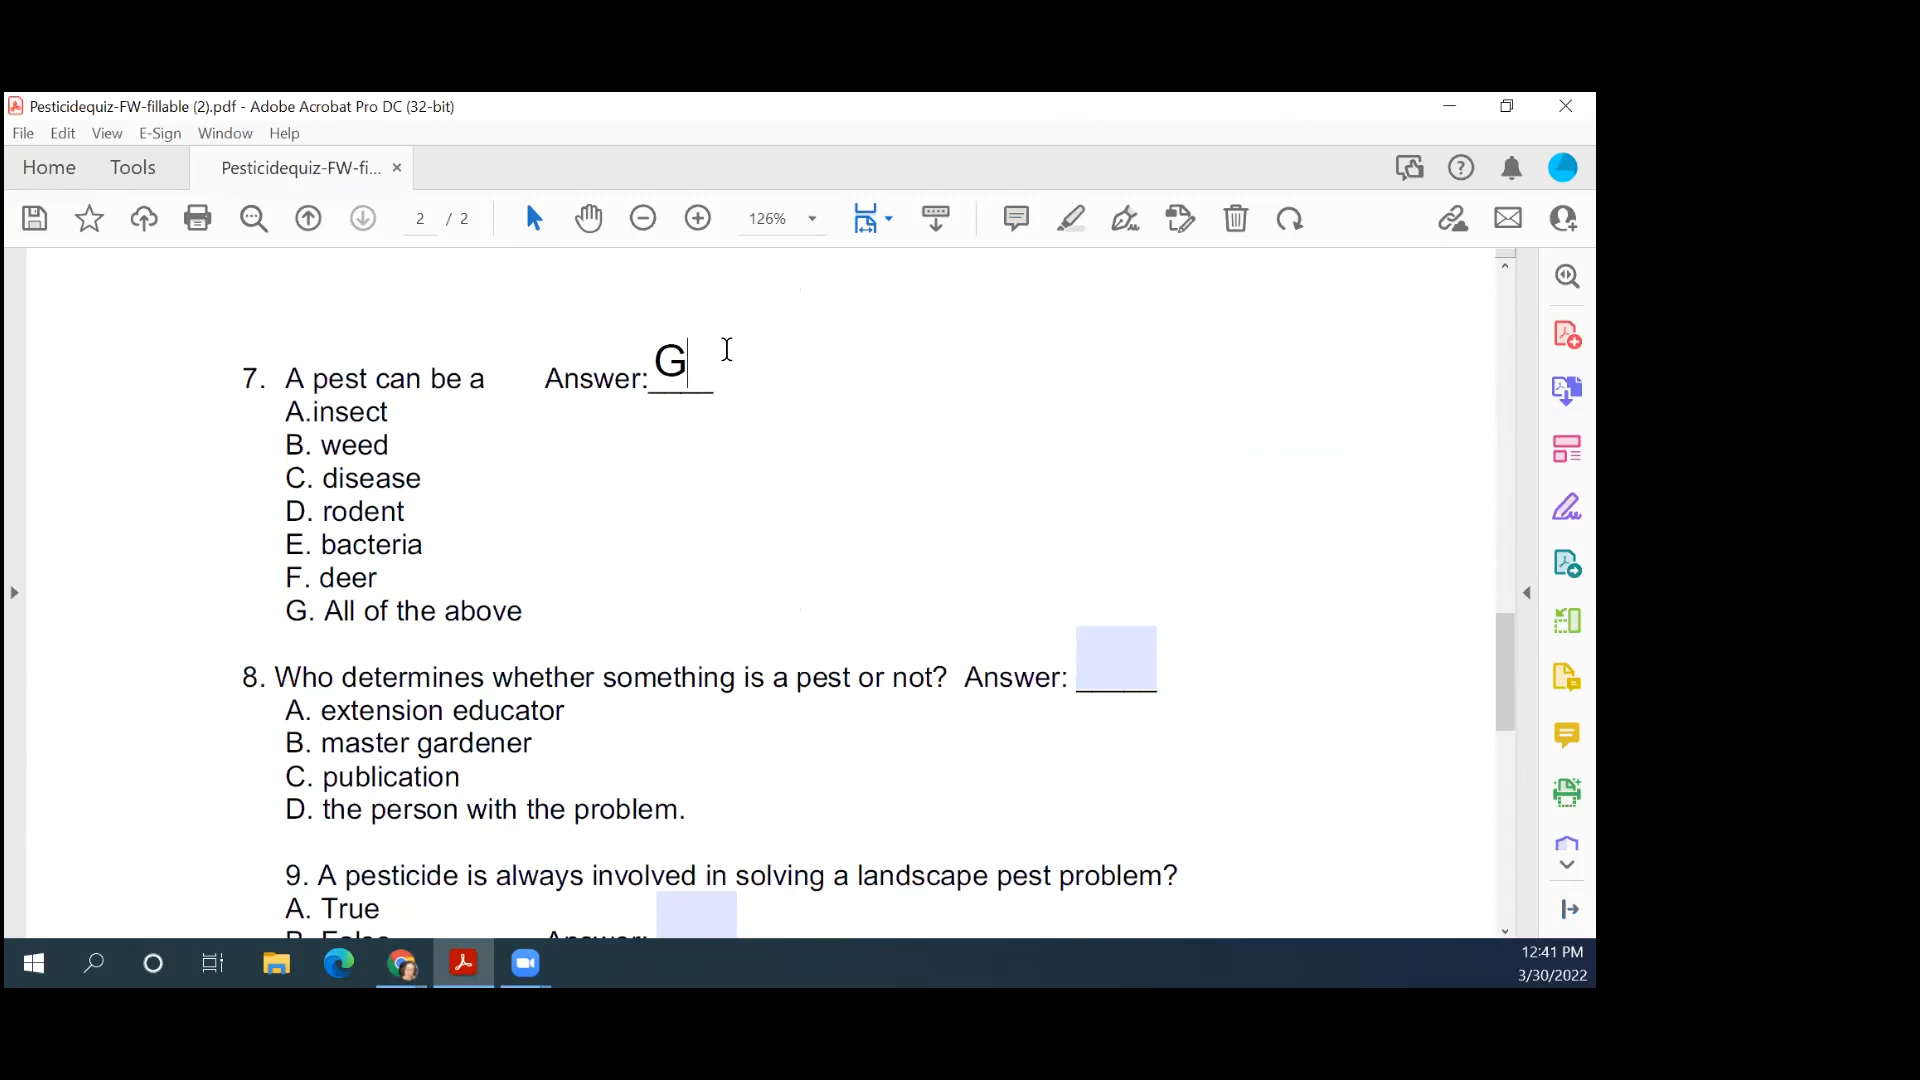 Pesticidequiz-FW-fillable (2).pdf - Adobe Acrobat Pro DC (32-bit)
File Edit View E-Sign Window Help
Home Tools Pesticidequiz-FW-fi... ×
2 / 2 126%
7. A pest can be a Answer: G
A.insect
B. weed
C. disease
D. rodent
E. bacteria
F. deer
G. All of the above
8. Who determines whether something is a pest or not? Answer:
A. extension educator
B. master gardener
C. publication
D. the person with the problem.
9. A pesticide is always involved in solving a landscape pest problem?
A. True
B. False Answer:
12:41 PM
3/30/2022